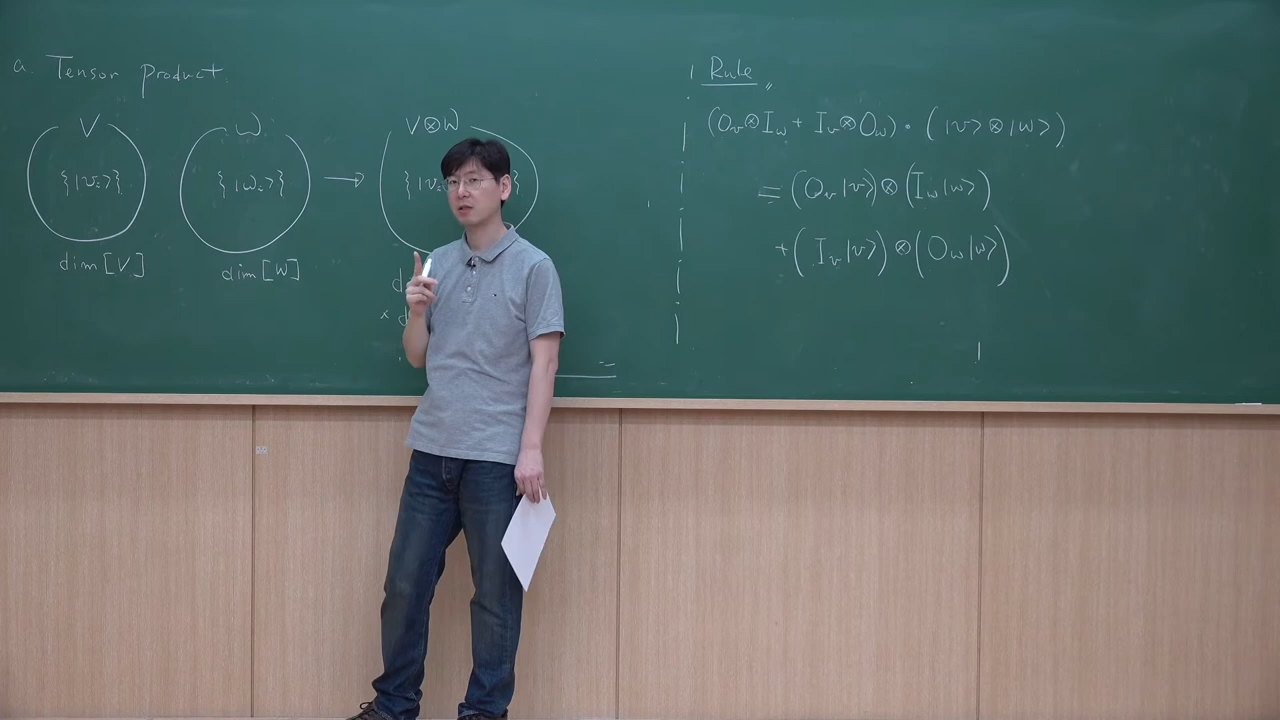 a. Tensor product.
V
W
V⊗W
{|vᵢ>}
{|wᵢ>}
→
{|v
dim[V]
dim[W]
d
× d
Rule
(O_v⊗I_w + I_v⊗O_w)·(|v>⊗|w>)
= (O_v|v>)⊗(I_w|w>)
+ (I_v|v>)⊗(O_w|w>)